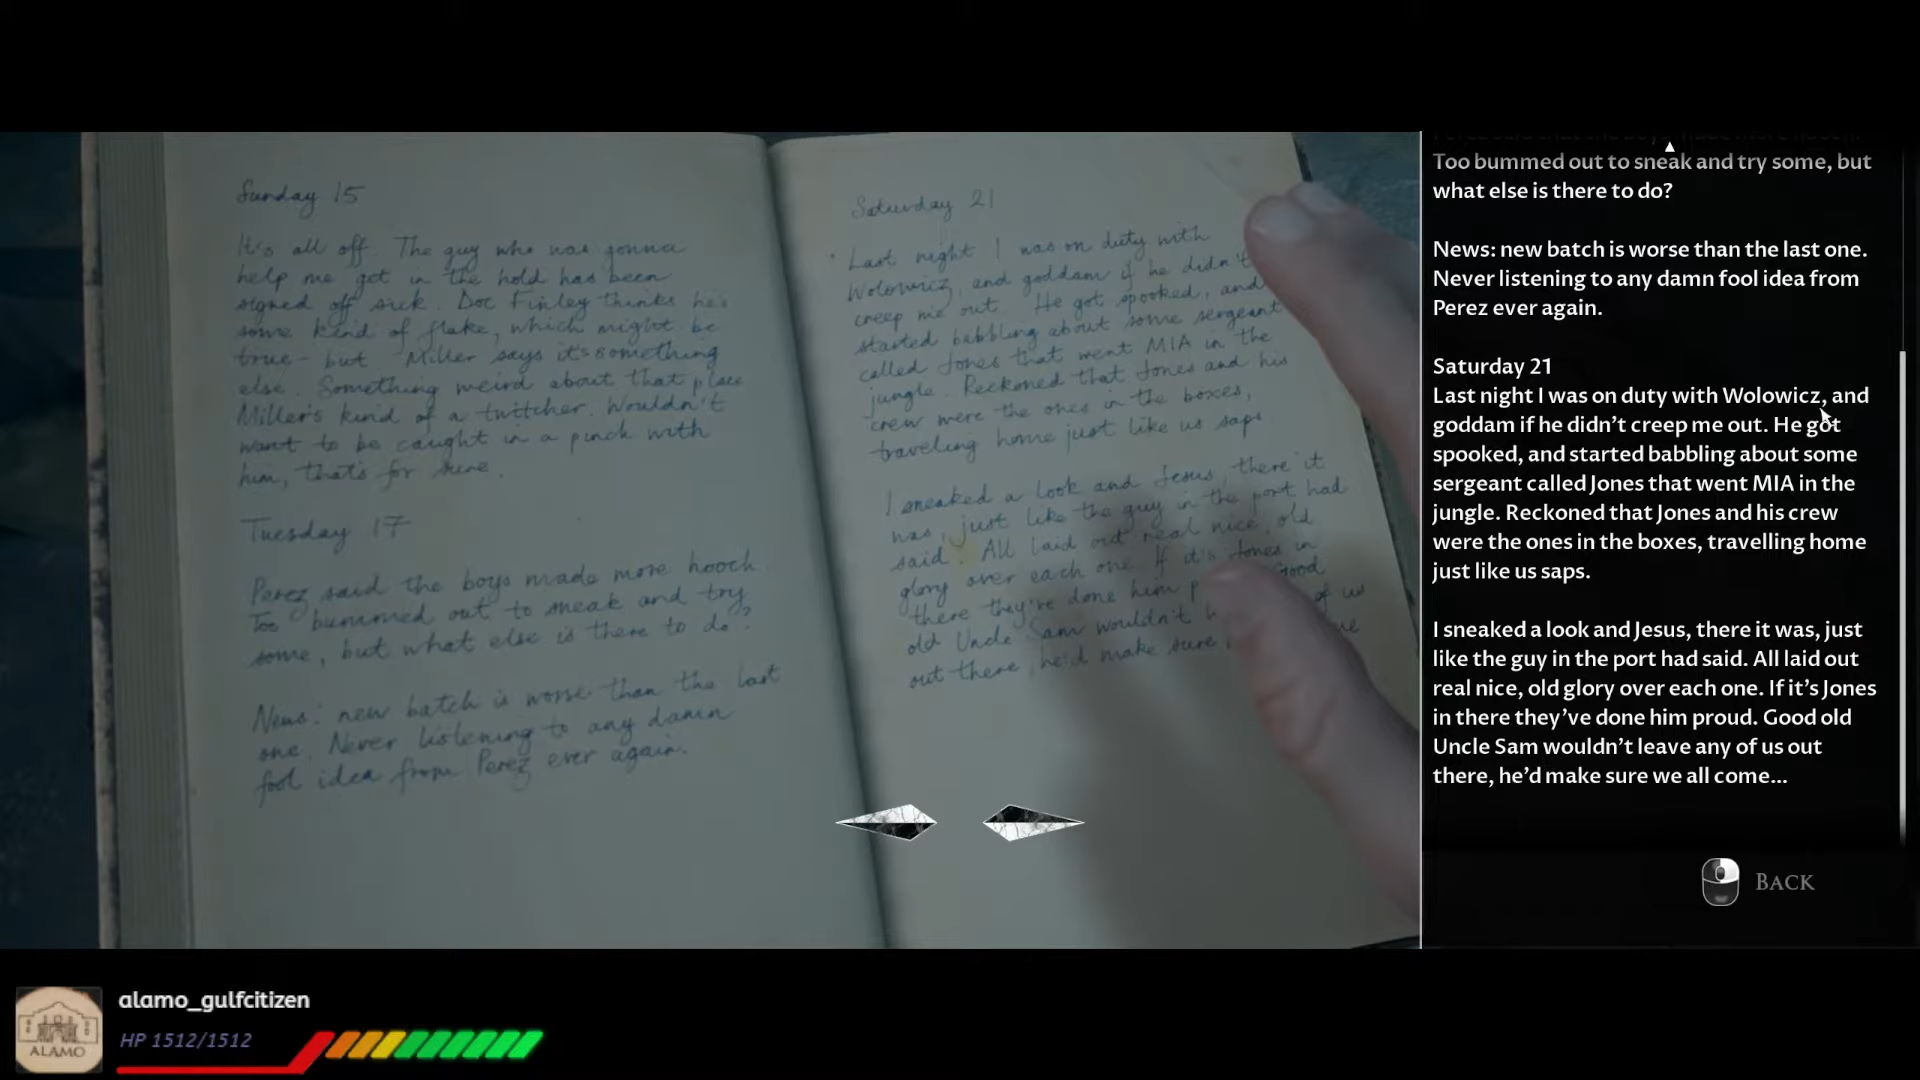 Sunday 15
It's all off. The guy who was gonna
help me get in the hold has been
signed off sick. Doc Finley thinks he's
some kind of flake, which might be
true - but Miller says it's something
else. Something weird about that place
Miller's kind of a twitcher. Wouldn't
want to be caught in a pinch with
him, that's for sure.
Tuesday 17
Perez said the boys made more hooch.
Too bummed out to sneak and try
some, but what else is there to do?
News: new batch is worse than the last
one. Never listening to any damn
fool idea from Perez ever again.
Saturday 21
Last night I was on duty with
Wolowicz, and goddam if he didn't
creep me out. He got spooked, and
started babbling about some sergeant
called Jones that went MIA in the
jungle. Reckoned that Jones and his
crew were the ones in the boxes,
traveling home just like us saps
I sneaked a look and Jesus, there it
was, just like the guy in the port had
said. All laid out real nice, old
glory over each one. If it's Jones in
there they've done him p Good
old Uncle Sam wouldn't of us
out there, he'd make sure
Too bummed out to sneak and try some, but
what else is there to do?
News: new batch is worse than the last one.
Never listening to any damn fool idea from
Perez ever again.
Saturday 21
Last night I was on duty with Wolowicz, and
goddam if he didn't creep me out. He got
spooked, and started babbling about some
sergeant called Jones that went MIA in the
jungle. Reckoned that Jones and his crew
were the ones in the boxes, travelling home
just like us saps.
I sneaked a look and Jesus, there it was, just
like the guy in the port had said. All laid out
real nice, old glory over each one. If it's Jones
in there they've done him proud. Good old
Uncle Sam wouldn't leave any of us out
there, he'd make sure we all come...
BACK
alamo_gulfcitizen
HP 1512/1512
ALAMO